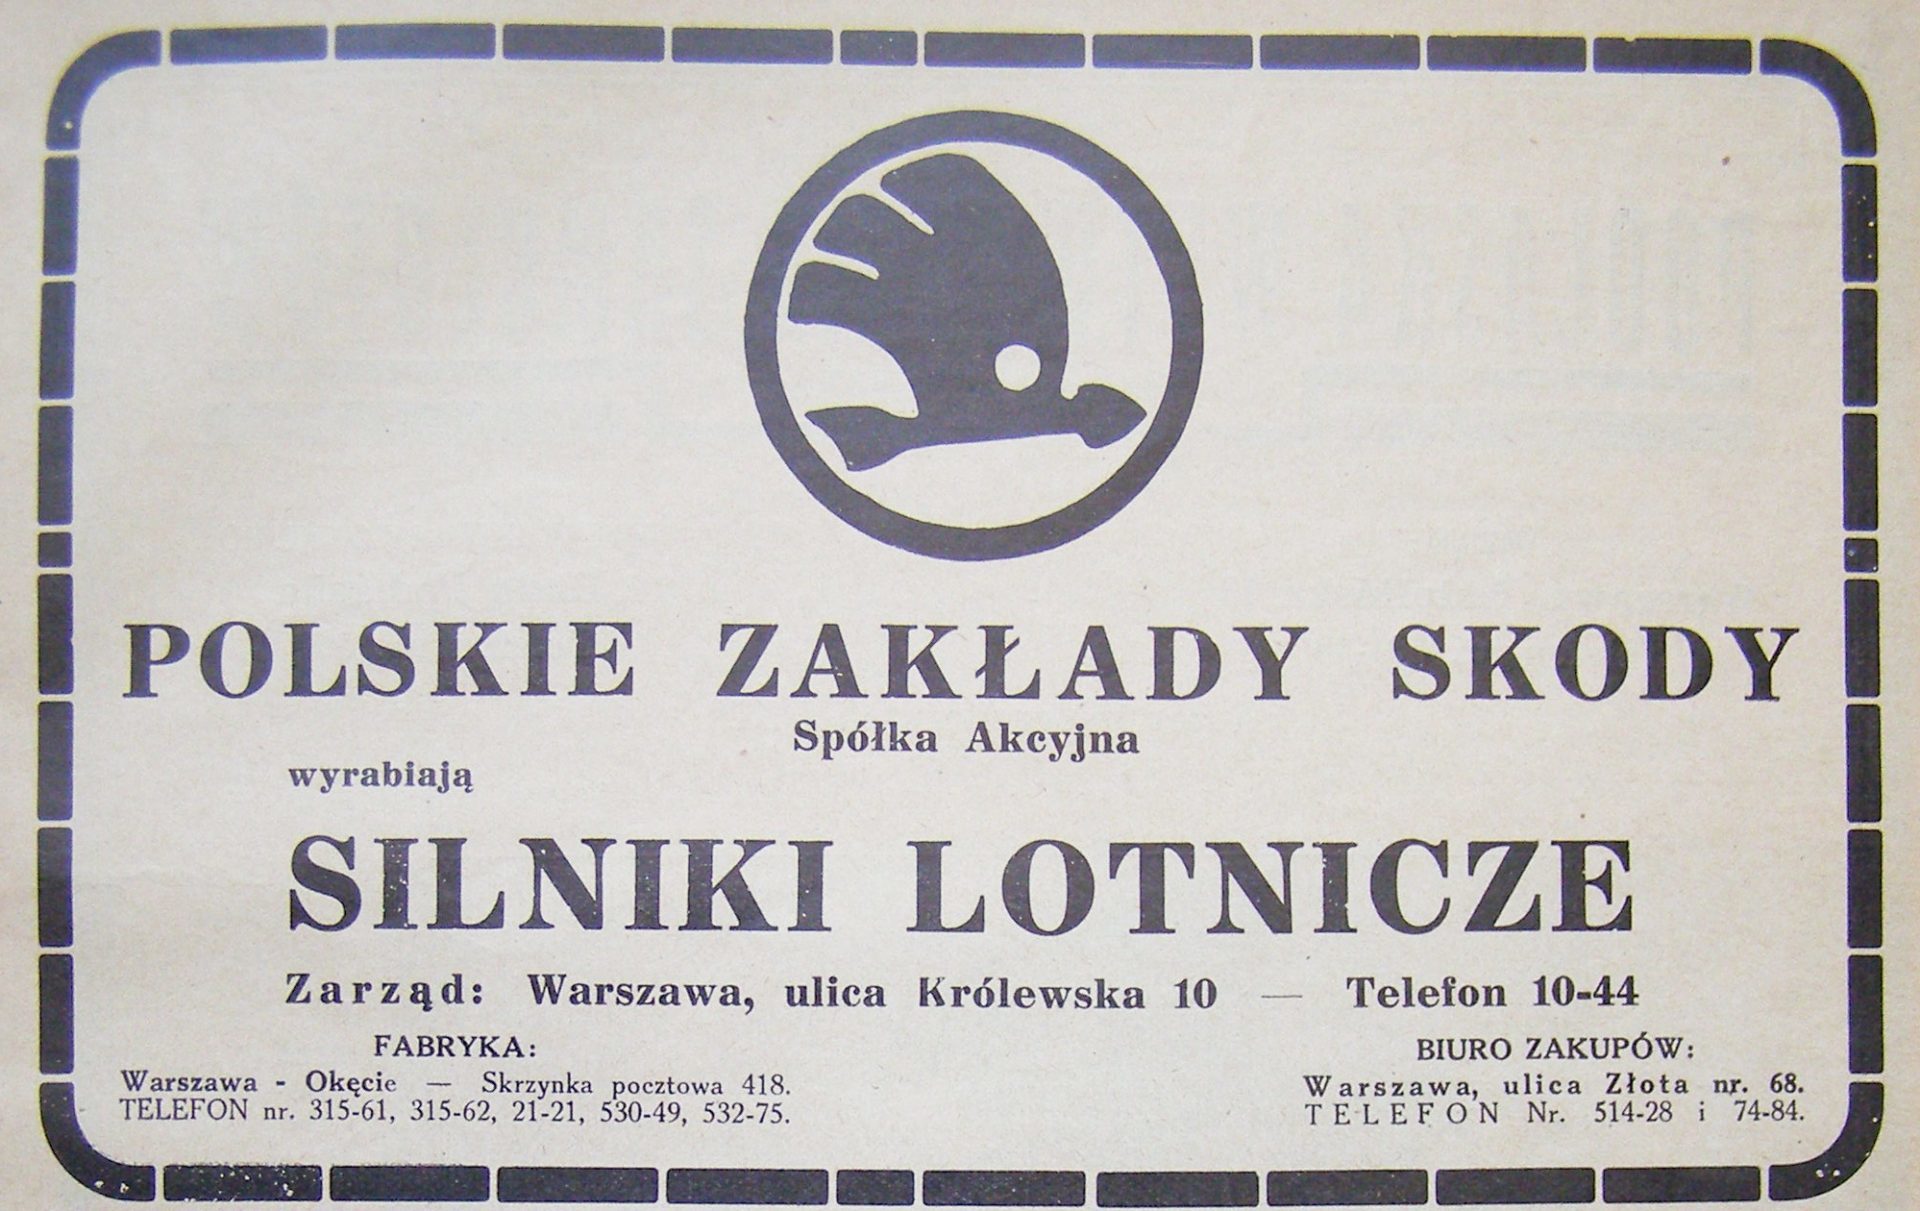 POLSKIE ZAKŁADY SKODY
Spółka Akcyjna
wyrabiają
SILNIKI LOTNICZE
Zarząd: Warszawa, ulica Królewska 10 — Telefon 10-44
FABRYKA:
Warszawa - Okęcie — Skrzynka pocztowa 418.
TELEFON nr. 315-61, 315-62, 21-21, 530-49, 532-75.
BIURO ZAKUPÓW:
Warszawa, ulica Złota nr. 68.
TELEFON Nr. 514-28 i 74-84.